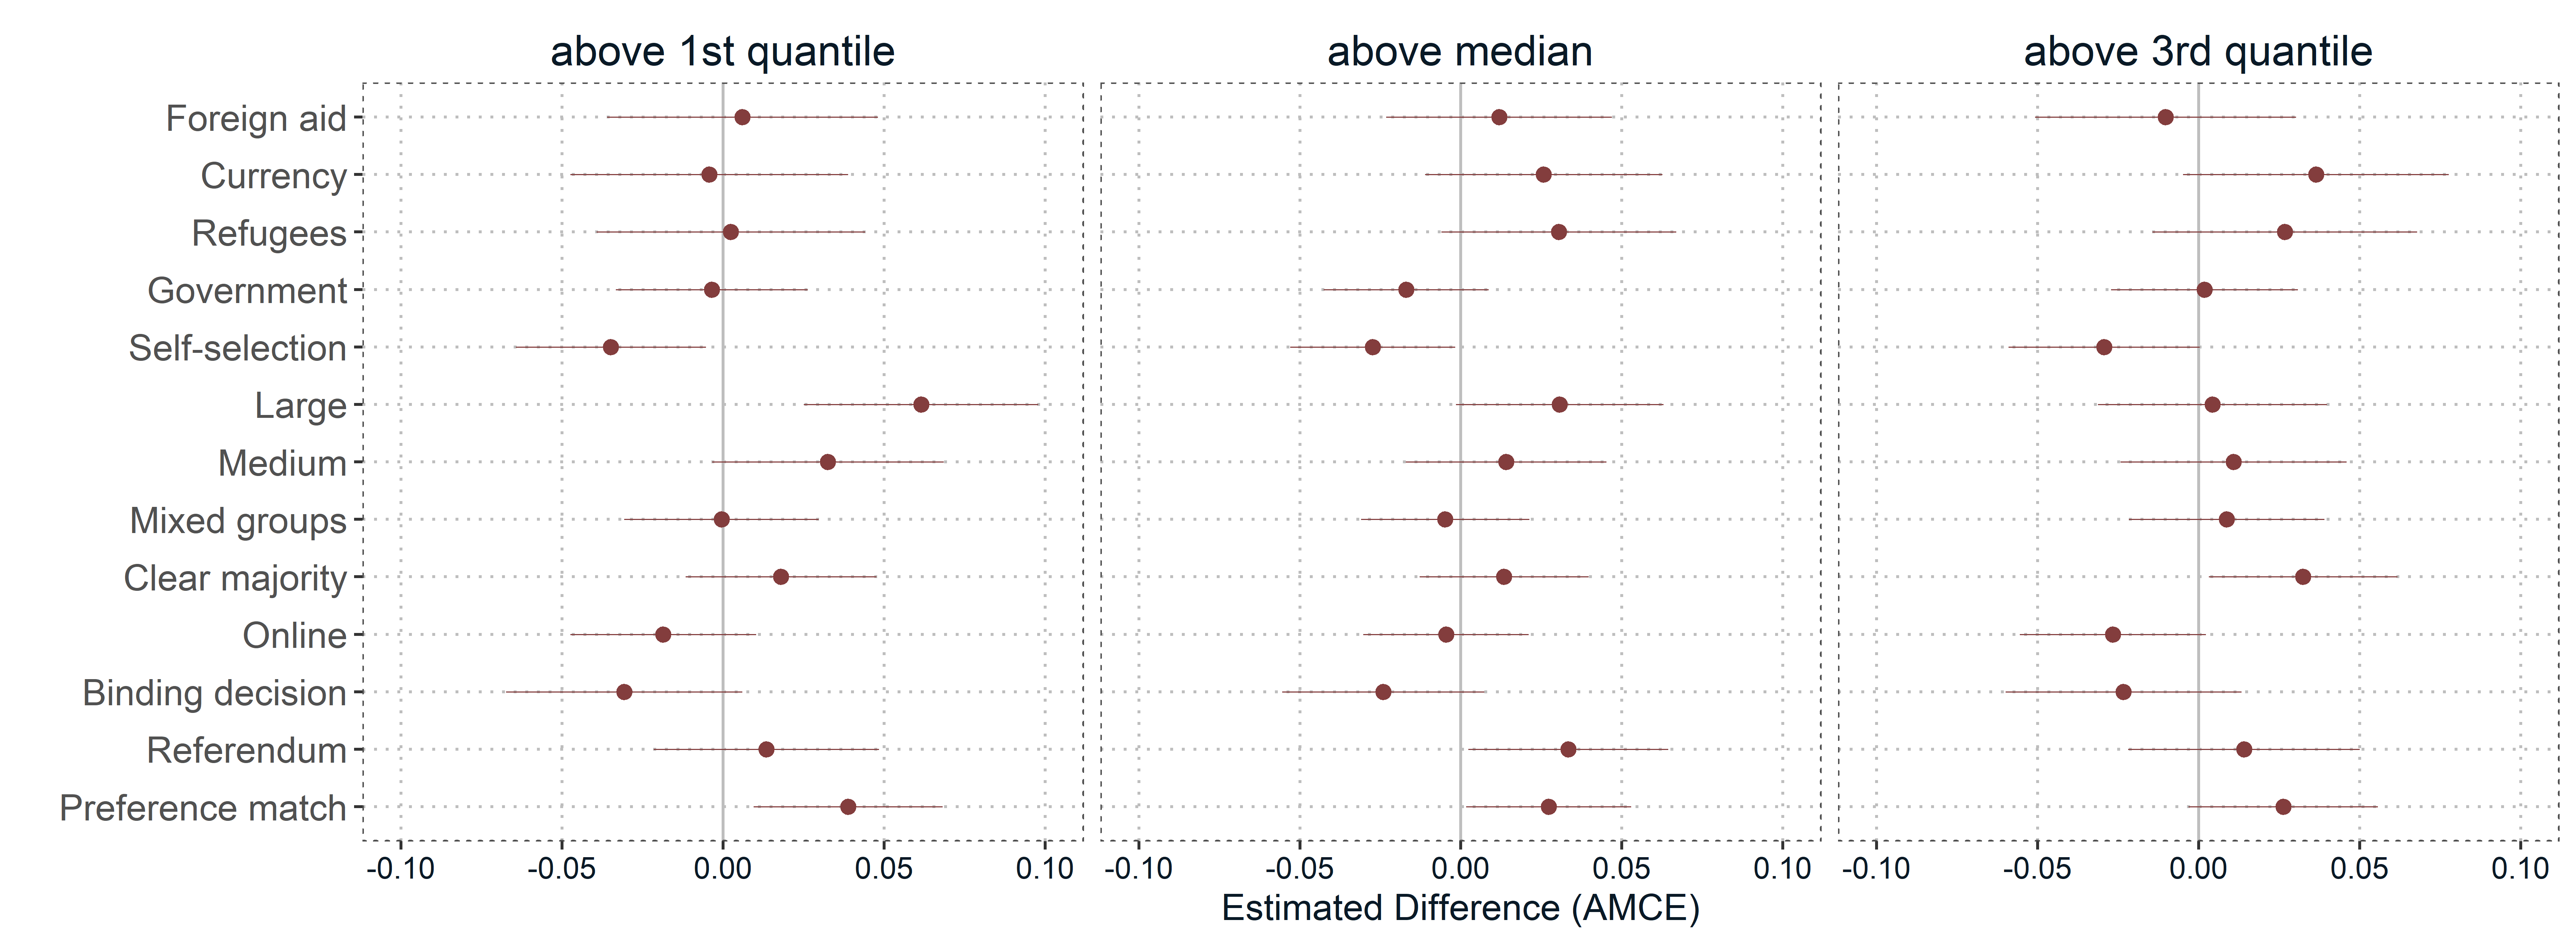 above 1st quantile above median above 3rd quantile
Foreign aid
Currency
Refugees
Government
Self-selection
Large
Medium
Mixed groups
Clear majority
Online
Binding decision
Referendum
Preference match
-0.10 -0.05 0.00 0.05 0.10 -0.10 -0.05 0.00 0.05 0.10 -0.10 -0.05 0.00 0.05 0.10
Estimated Difference (AMCE)